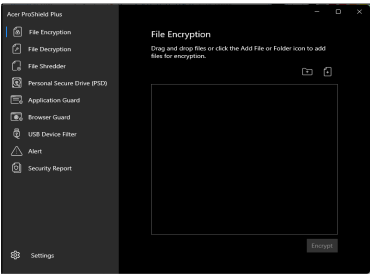 Acer ProShield Plus
File Encryption
File Decryption
File Shredder
Personal Secure Drive (PSD)
Application Guard
Browser Guard
USB Device Filter
Alert
Security Report
Settings
File Encryption
Drag and drop files or click the Add File or Folder icon to add
files for encryption.
Encrypt